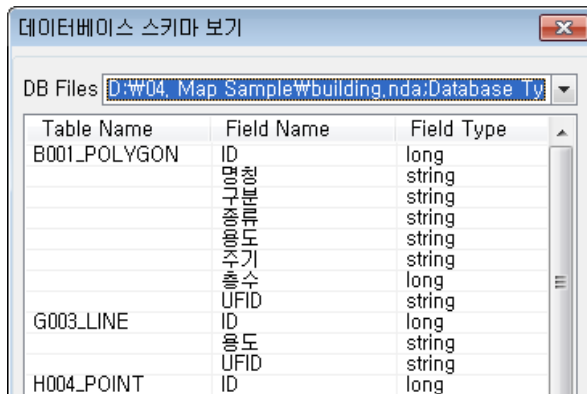 데이터베이스 스키마 보기
DB Files D:₩04. Map Sample₩building.nda;Database Ty
Table Name Field Name Field Type
B001_POLYGON ID long
명칭 string
구분 string
종류 string
용도 string
주기 string
층수 long
UFID string
G003_LINE ID long
용도 string
UFID string
H004_POINT ID long